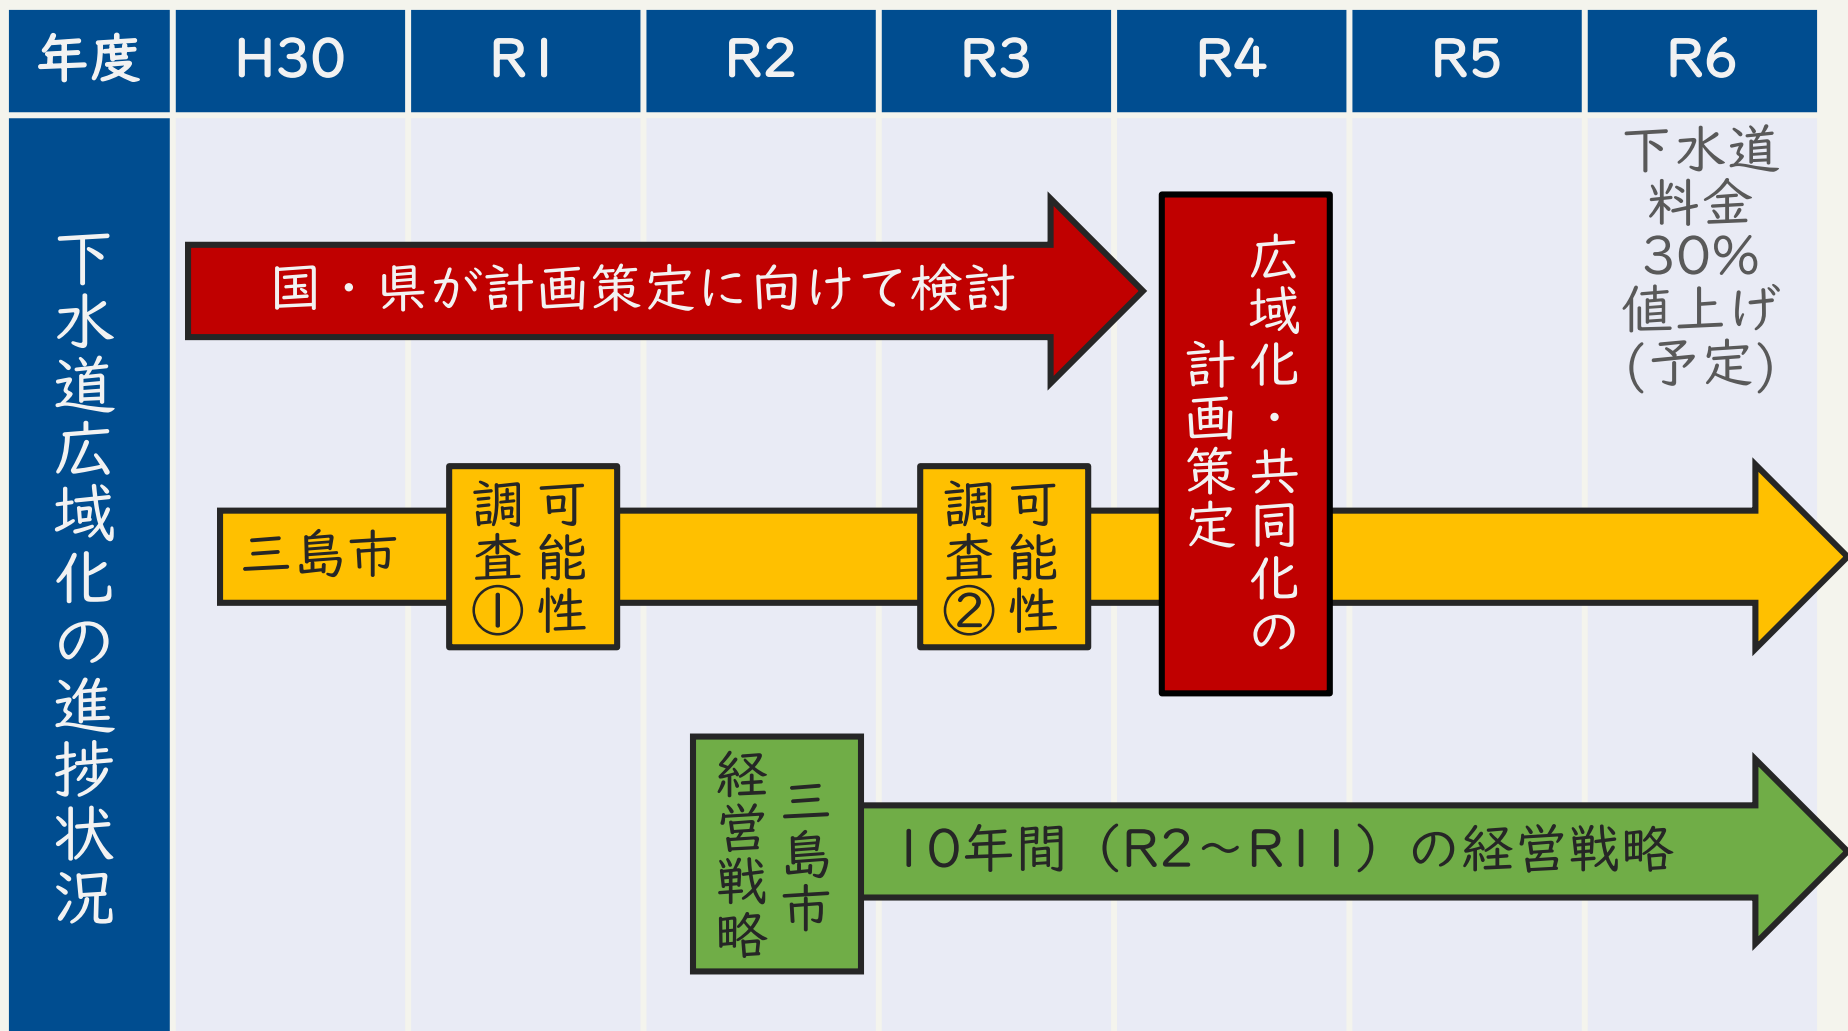 年度
H30
R1
R2
R3
R4
R5
R6
下水道広域化の進捗状況
下水道
料金
30%
値上げ
(予定)
国・県が計画策定に向けて検討
広域化・共同化の
計画策定
三島市
可能性
調査①
可能性
調査②
三島市
経営戦略
10年間（R2～R11）の経営戦略